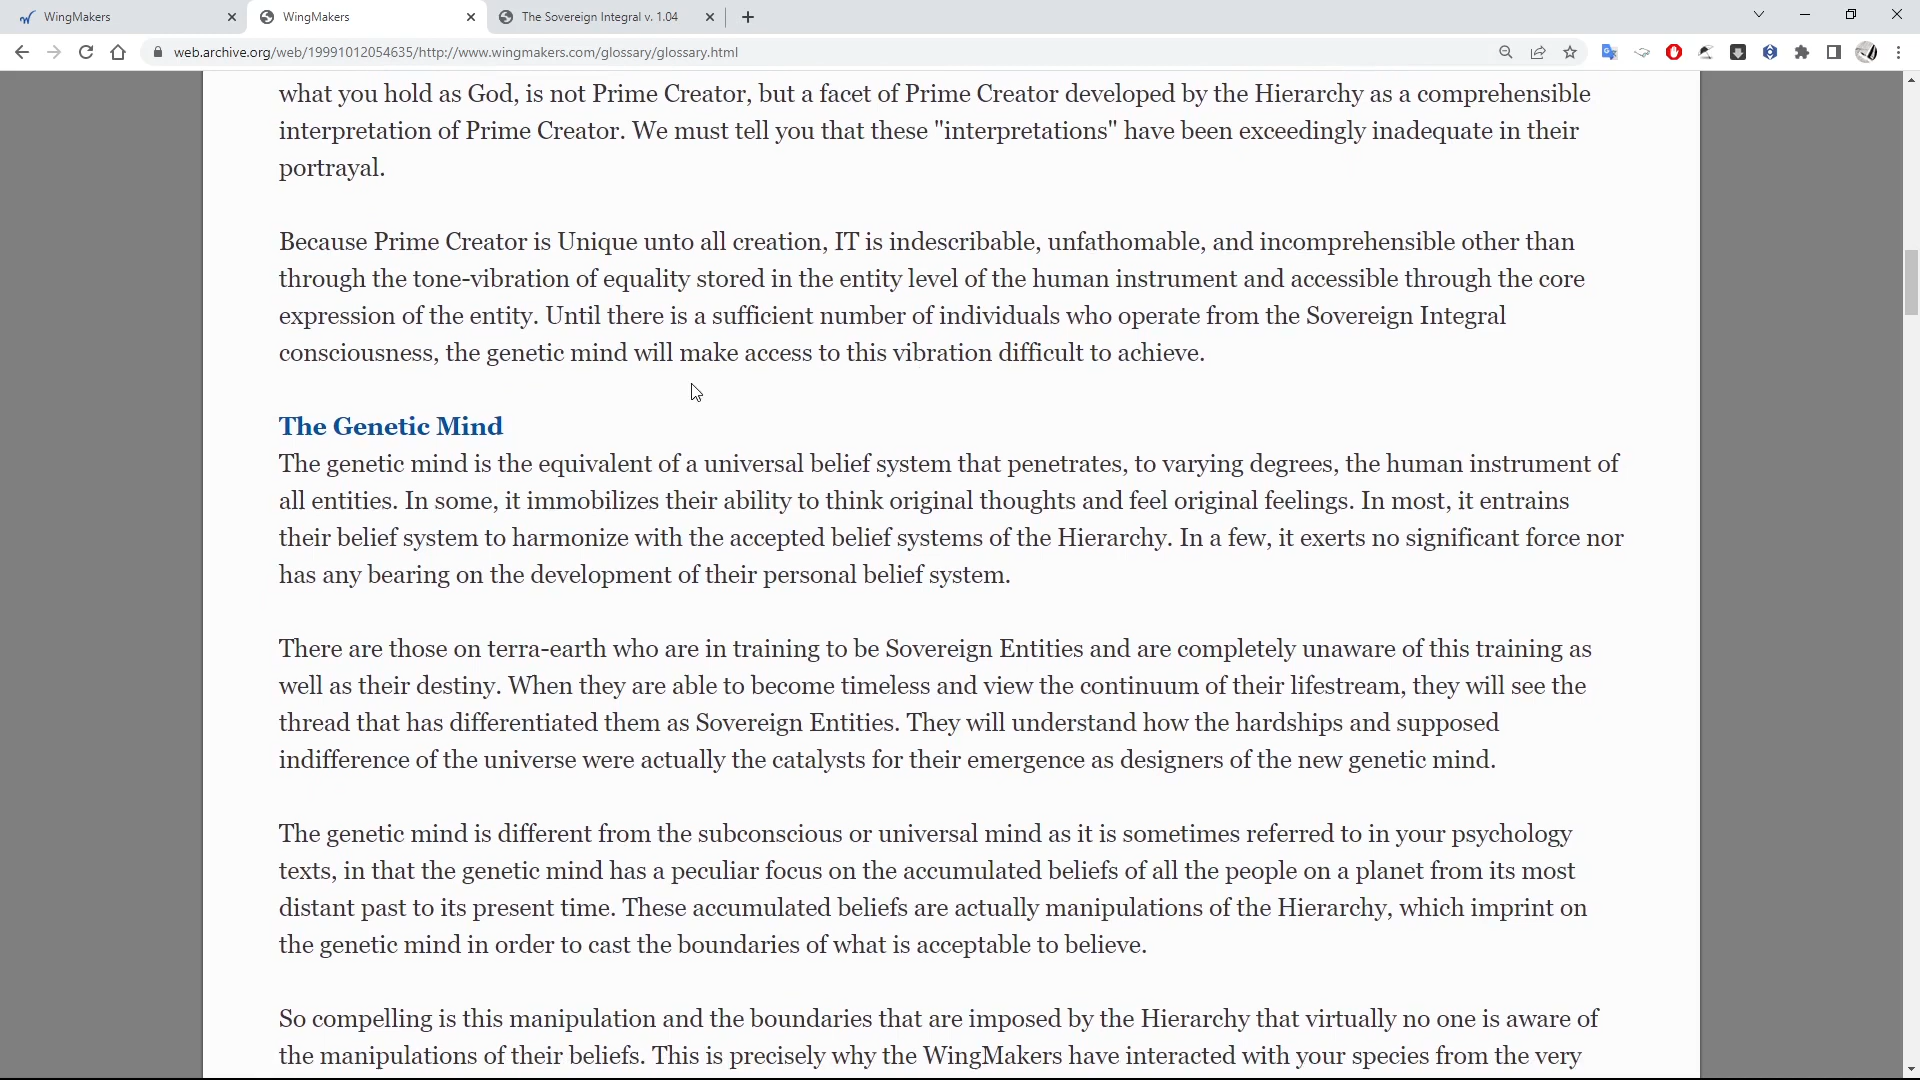 WingMakers
WingMakers
The Sovereign Integral v. 1.04
web.archive.org/web/19991012054635/http://www.wingmakers.com/glossary/glossary.html
what you hold as God, is not Prime Creator, but a facet of Prime Creator developed by the Hierarchy as a comprehensible
interpretation of Prime Creator. We must tell you that these "interpretations" have been exceedingly inadequate in their
portrayal.
Because Prime Creator is Unique unto all creation, IT is indescribable, unfathomable, and incomprehensible other than
through the tone-vibration of equality stored in the entity level of the human instrument and accessible through the core
expression of the entity. Until there is a sufficient number of individuals who operate from the Sovereign Integral
consciousness, the genetic mind will make access to this vibration difficult to achieve.
The Genetic Mind
The genetic mind is the equivalent of a universal belief system that penetrates, to varying degrees, the human instrument of
all entities. In some, it immobilizes their ability to think original thoughts and feel original feelings. In most, it entrains
their belief system to harmonize with the accepted belief systems of the Hierarchy. In a few, it exerts no significant force nor
has any bearing on the development of their personal belief system.
There are those on terra-earth who are in training to be Sovereign Entities and are completely unaware of this training as
well as their destiny. When they are able to become timeless and view the continuum of their lifestream, they will see the
thread that has differentiated them as Sovereign Entities. They will understand how the hardships and supposed
indifference of the universe were actually the catalysts for their emergence as designers of the new genetic mind.
The genetic mind is different from the subconscious or universal mind as it is sometimes referred to in your psychology
texts, in that the genetic mind has a peculiar focus on the accumulated beliefs of all the people on a planet from its most
distant past to its present time. These accumulated beliefs are actually manipulations of the Hierarchy, which imprint on
the genetic mind in order to cast the boundaries of what is acceptable to believe.
So compelling is this manipulation and the boundaries that are imposed by the Hierarchy that virtually no one is aware of
the manipulations of their beliefs. This is precisely why the WingMakers have interacted with your species from the very